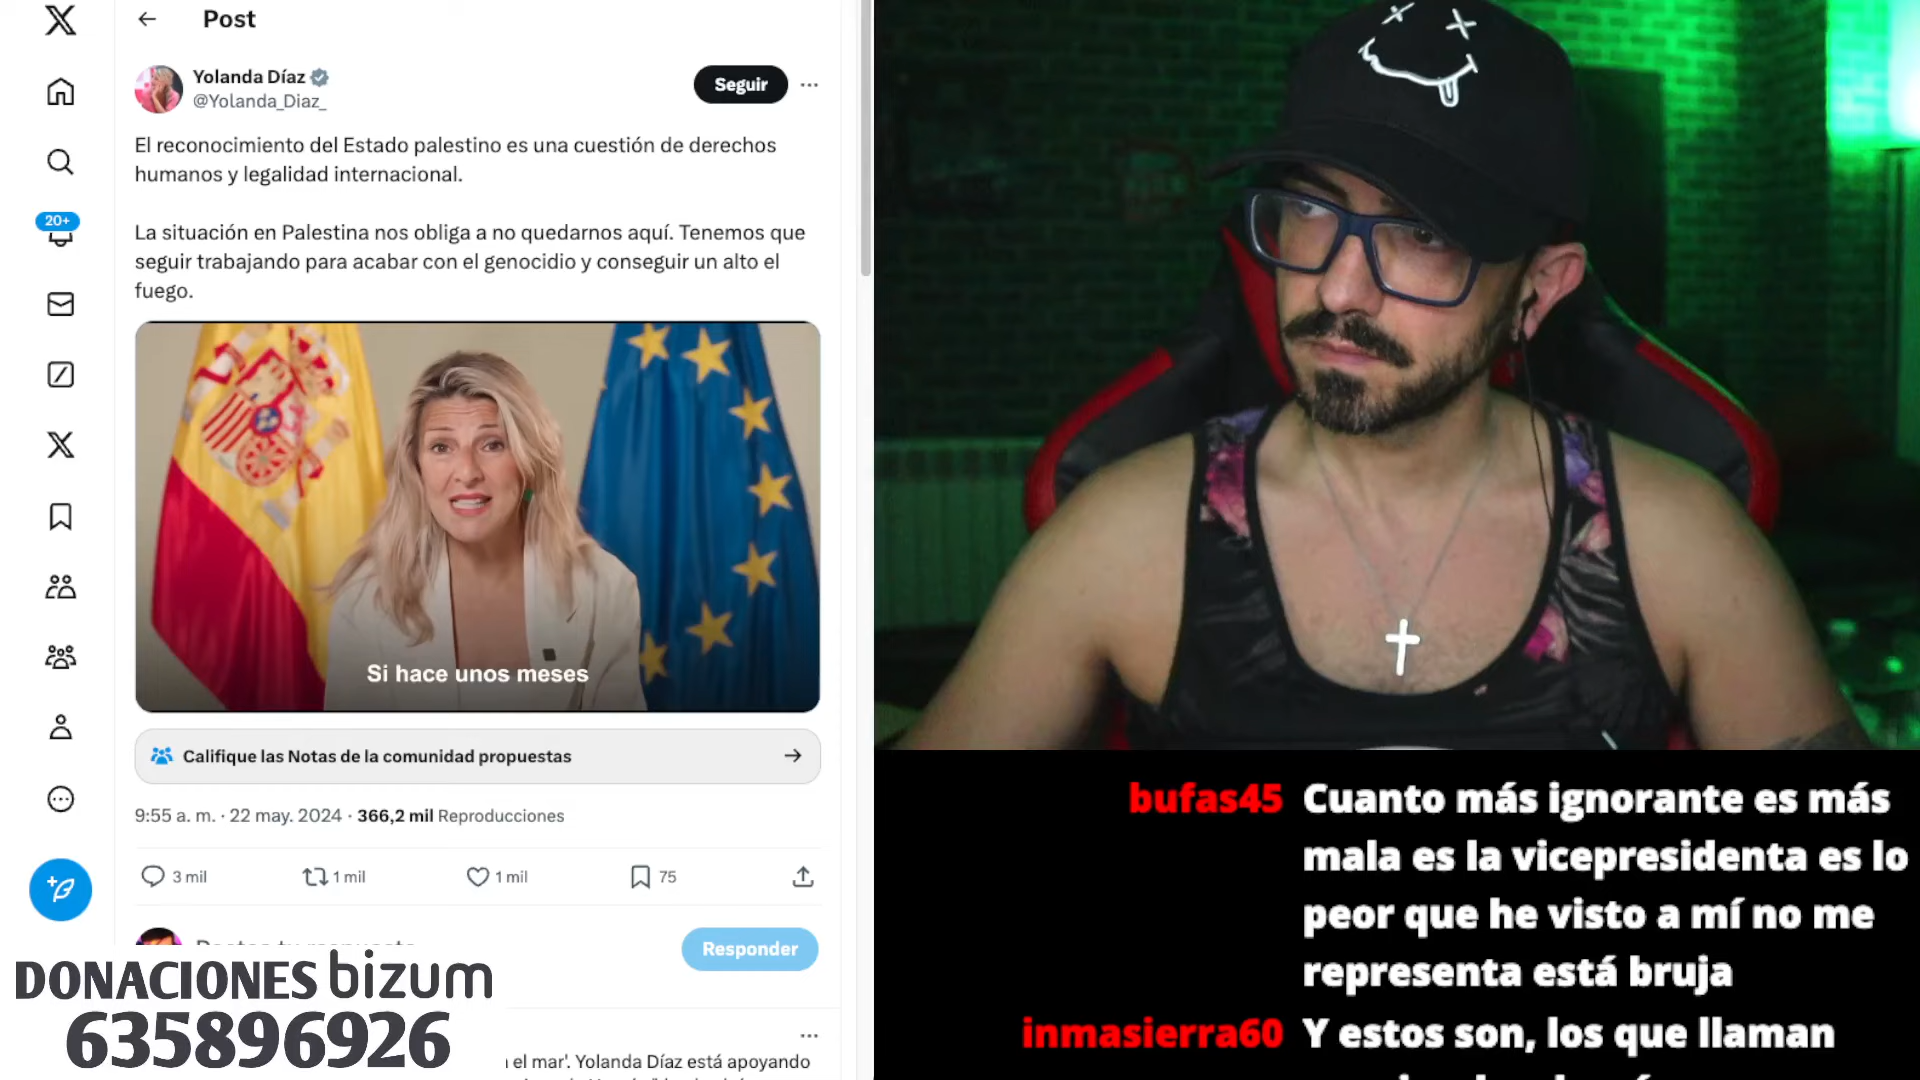 Post
Yolanda Díaz
@Yolanda_Diaz_
Seguir
El reconocimiento del Estado palestino es una cuestión de derechos
humanos y legalidad internacional.
La situación en Palestina nos obliga a no quedarnos aquí. Tenemos que
seguir trabajando para acabar con el genocidio y conseguir un alto el
fuego.
20+
Si hace unos meses
Califique las Notas de la comunidad propuestas
9:55 a. m. · 22 may. 2024 · 366,2 mil Reproducciones
3 mil
1 mil
1 mil
75
Responder
DONACIONES bizum
635896926
el mar'. Yolanda Díaz está apoyando
bufas45 Cuanto más ignorante es más
mala es la vicepresidenta es lo
peor que he visto a mí no me
representa está bruja
inmasierra60 Y estos son, los que llaman